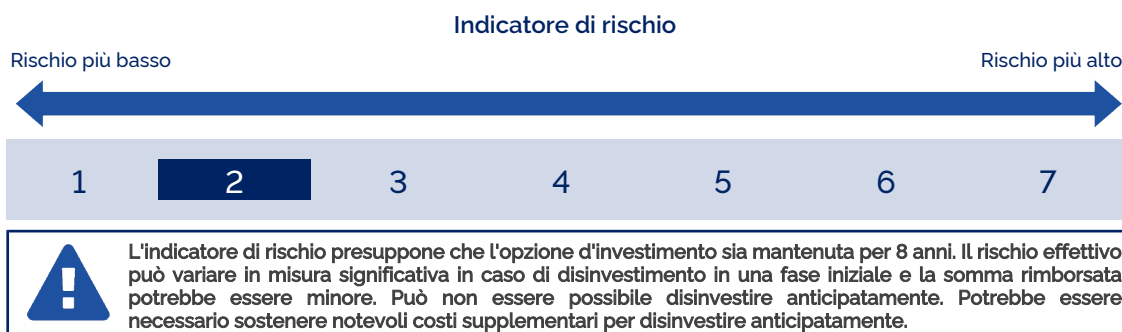 Indicatore di rischio
Rischio più basso
Rischio più alto
1 2 3 4 5 6 7
L'indicatore di rischio presuppone che l'opzione d'investimento sia mantenuta per 8 anni. Il rischio effettivo
può variare in misura significativa in caso di disinvestimento in una fase iniziale e la somma rimborsata
potrebbe essere minore. Può non essere possibile disinvestire anticipatamente. Potrebbe essere
necessario sostenere notevoli costi supplementari per disinvestire anticipatamente.